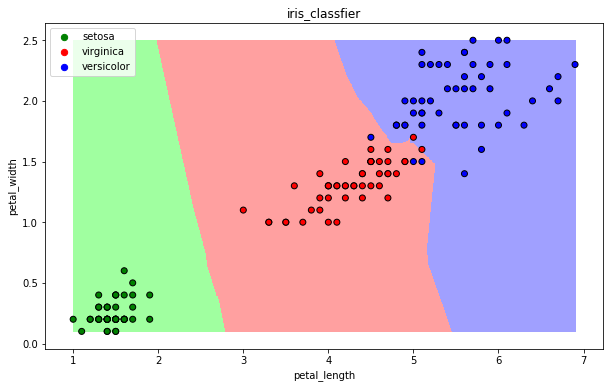 iris_classfier
setosa
virginica
versicolor
2.5
2.0
1.5
1.0
0.5
0.0
petal_width
1
2
3
4
5
6
7
petal_length